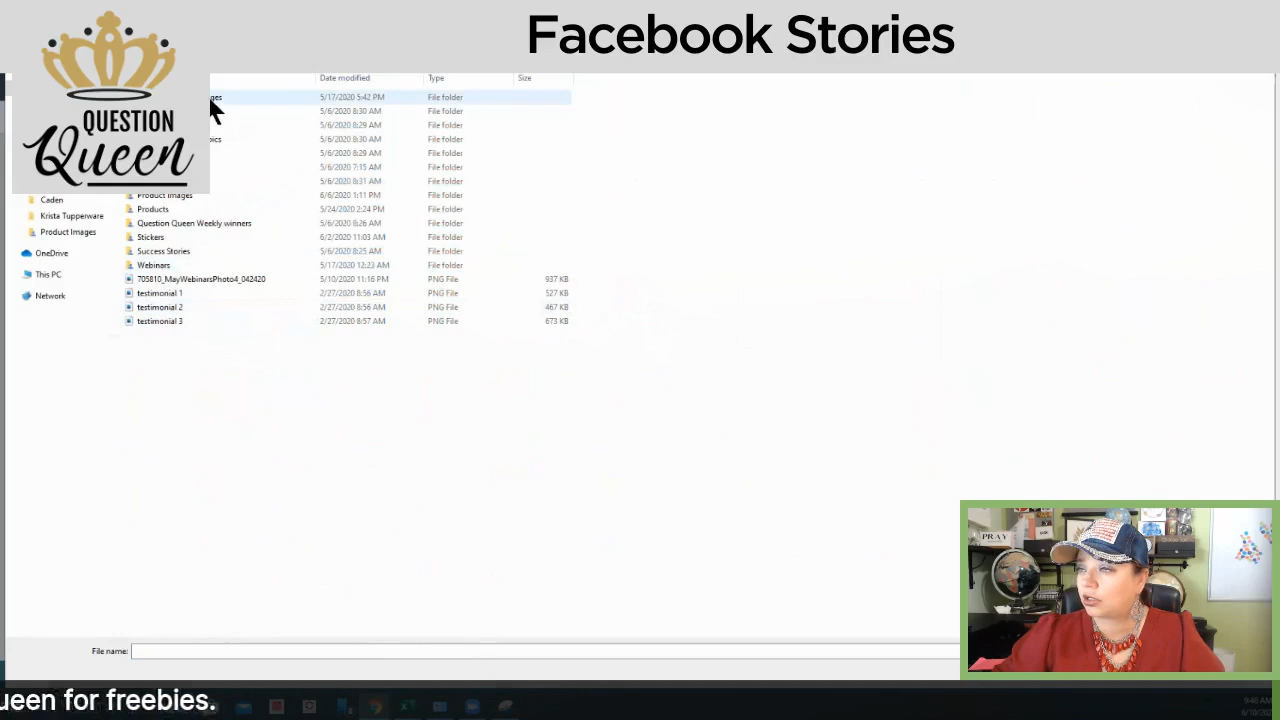 Facebook Stories
QUESTION
Queen
Date modified Type Size
ges 5/17/2020 5:42 PM File folder
5/6/2020 8:30 AM File folder
5/6/2020 8:29 AM File folder
pics 5/6/2020 8:30 AM File folder
5/6/2020 8:29 AM File folder
5/6/2020 7:15 AM File folder
5/6/2020 8:31 AM File folder
Product Images 6/6/2020 1:11 PM File folder
Products 5/24/2020 2:24 PM File folder
Question Queen Weekly winners 5/6/2020 8:26 AM File folder
Stickers 6/2/2020 11:03 AM File folder
Success Stories 5/6/2020 8:25 AM File folder
Webinars 5/17/2020 12:23 AM File folder
705810_MayWebinarsPhoto4_042420 5/10/2020 11:16 PM PNG File 937 KB
testimonial 1 2/27/2020 8:56 AM PNG File 527 KB
testimonial 2 2/27/2020 8:56 AM PNG File 467 KB
testimonial 3 2/27/2020 8:57 AM PNG File 673 KB
Caden
Krista Tupperware
Product Images
OneDrive
This PC
Network
PRAY
File name:
ueen for freebies.
9:46 AM